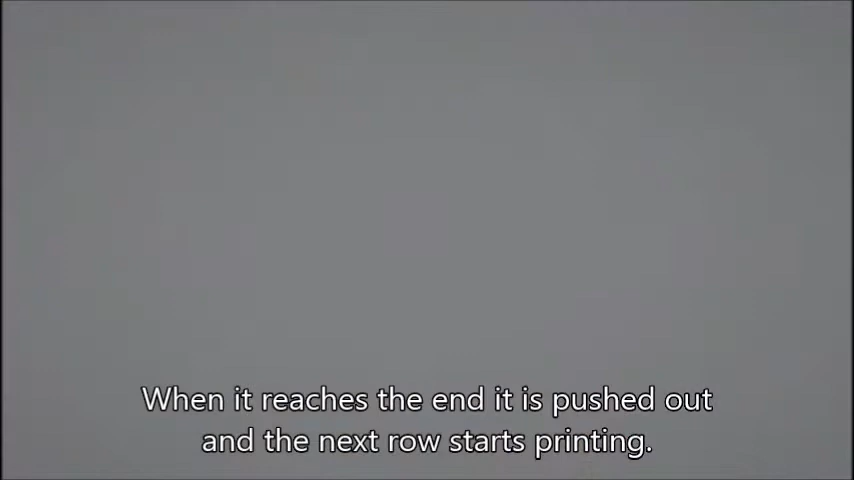 When it reaches the end it is pushed out
and the next row starts printing.